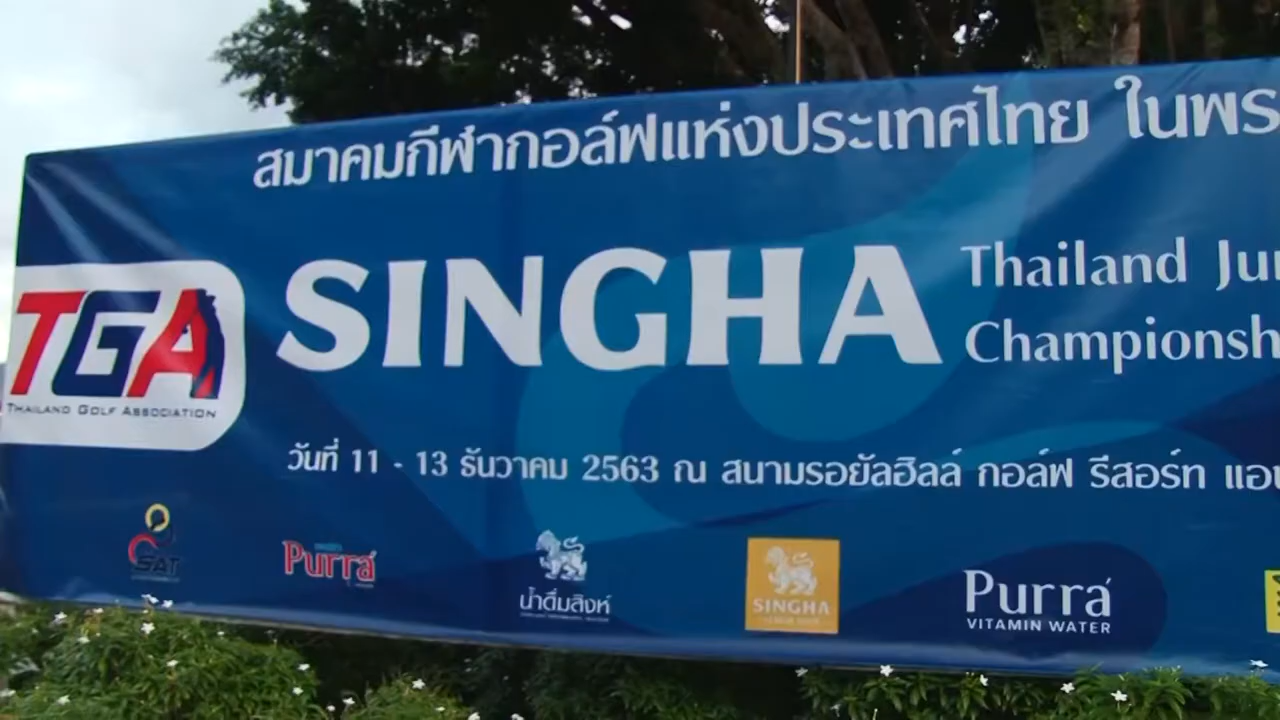 สมาคมกีฬากอล์ฟแห่งประเทศไทย ในพร
SINGHA
Thailand Jun
Championsh
TGA
THAILAND GOLF ASSOCIATION
วันที่ 11 - 13 ธันวาคม 2563 ณ สนามรอยัลฮิลล์ กอล์ฟ รีสอร์ท แอน
SAT
Purra
น้ำดื่มสิงห์
SINGHA
Purra
VITAMIN WATER